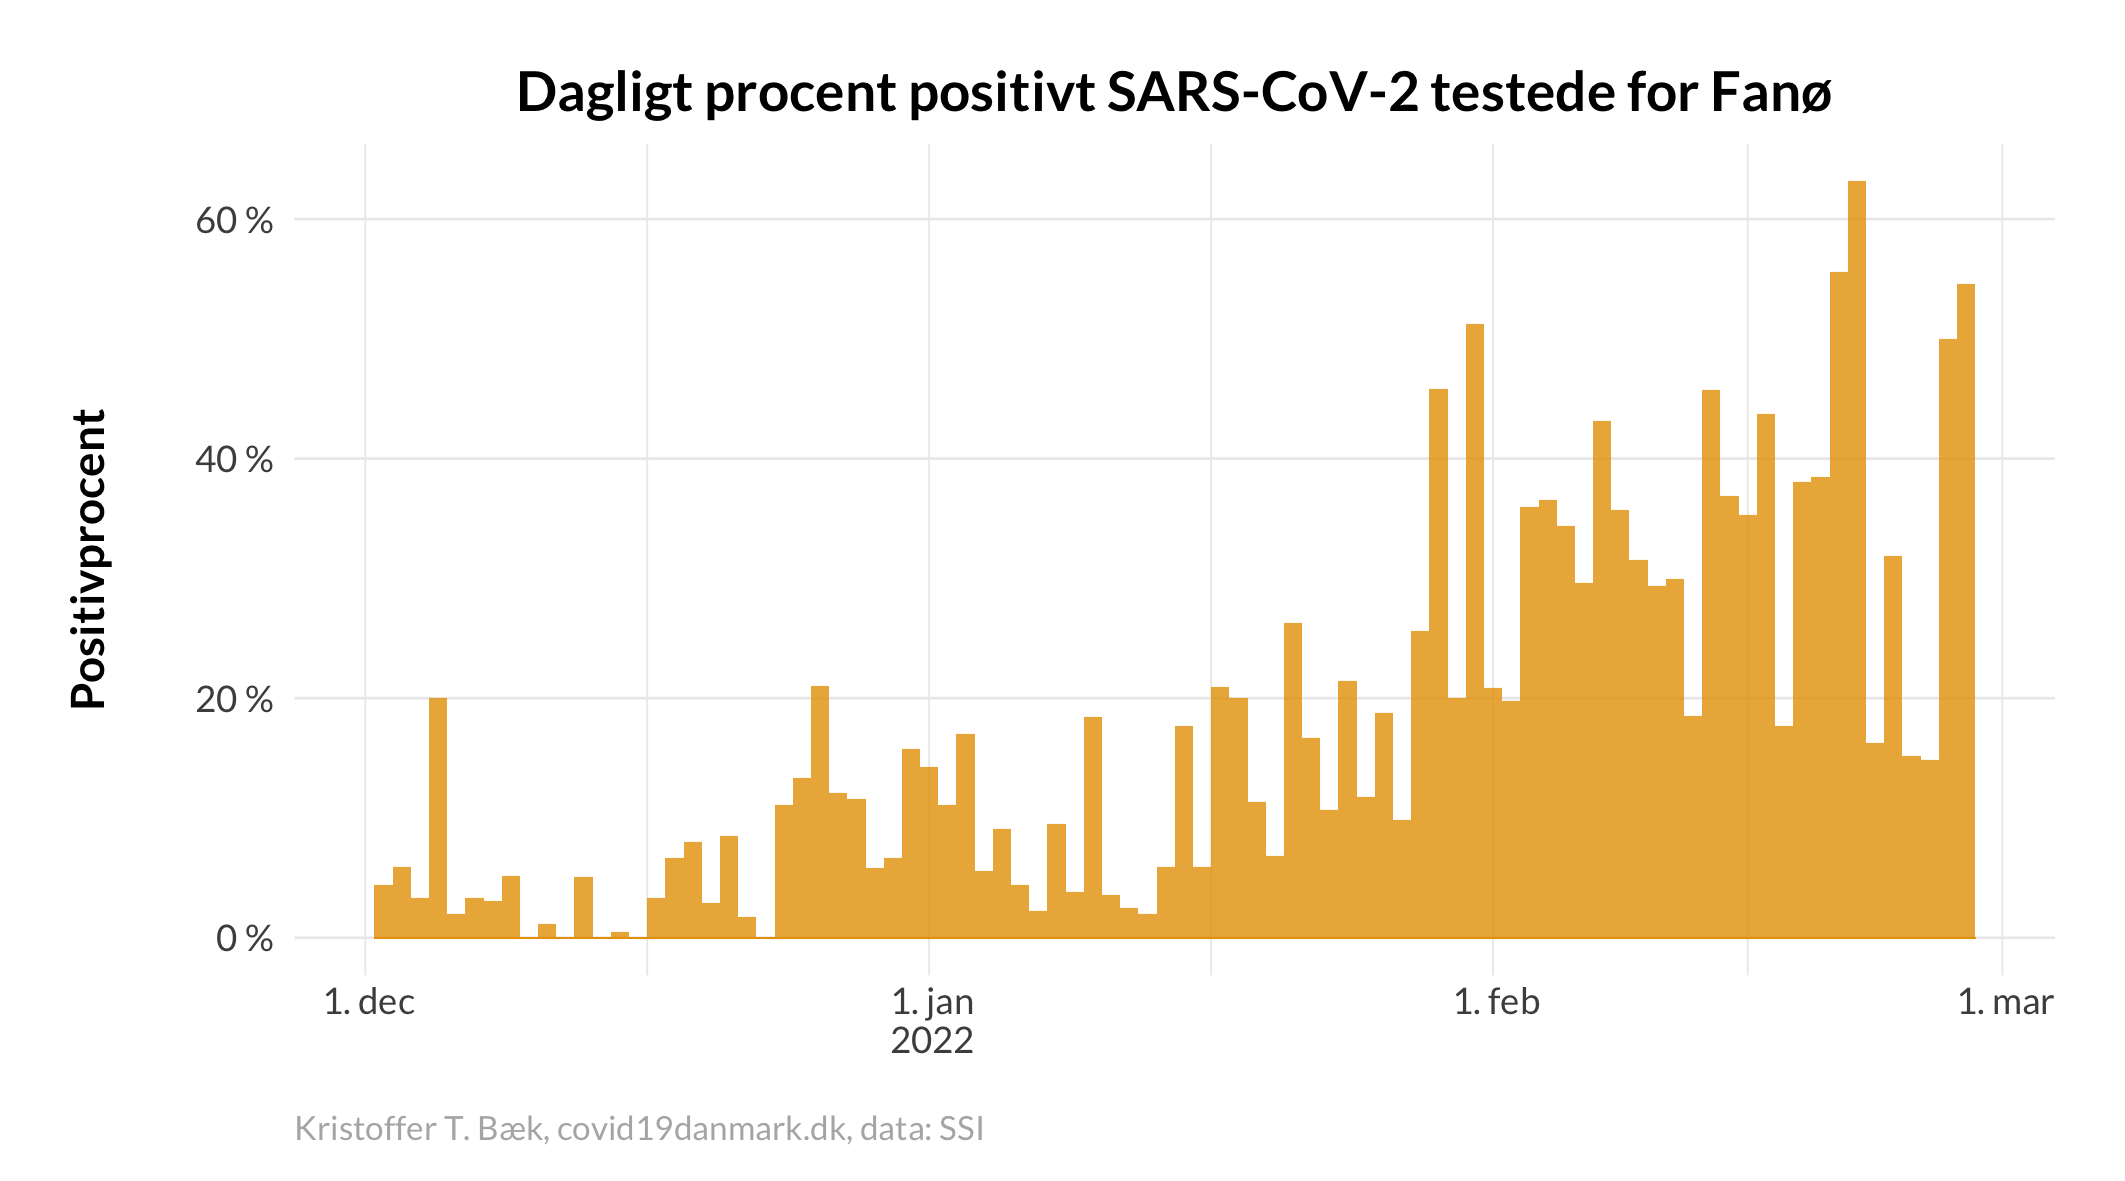 Dagligt procent positivt SARS-CoV-2 testede for Fanø
Positivprocent
60 %
40 %
20 %
0 %
1. dec
1. jan
2022
1. feb
1. mar
Kristoffer T. Bæk, covid19danmark.dk, data: SSI